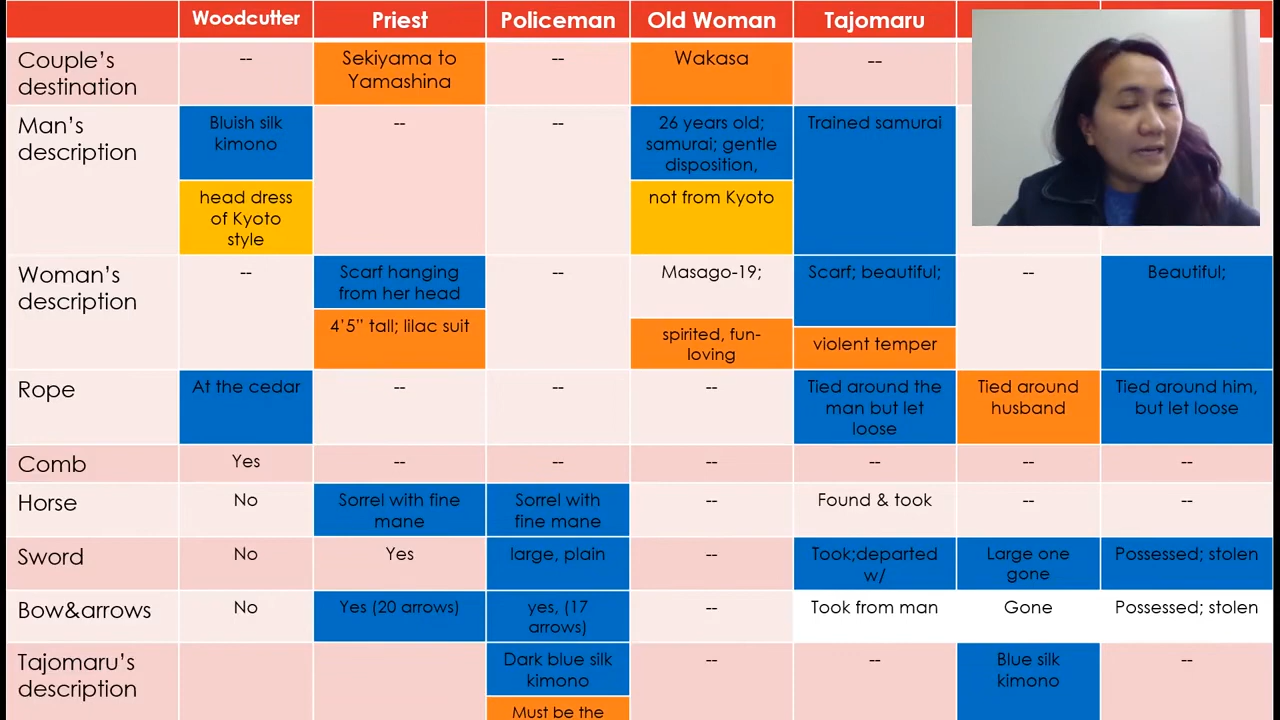 Woodcutter Priest Policeman Old Woman Tajomaru
Couple's destination -- Sekiyama to Yamashina -- Wakasa --
Man's description Bluish silk kimono -- -- 26 years old; samurai; gentle disposition, Trained samurai
head dress of Kyoto style not from Kyoto
Woman's description -- Scarf hanging from her head -- Masago-19; Scarf; beautiful; -- Beautiful;
4'5" tall; lilac suit spirited, fun-loving violent temper
Rope At the cedar -- -- -- Tied around the man but let loose Tied around husband Tied around him, but let loose
Comb Yes -- -- -- -- -- --
Horse No Sorrel with fine mane Sorrel with fine mane -- Found & took -- --
Sword No Yes large, plain -- Took;departed w/ Large one gone Possessed; stolen
Bow&arrows No Yes (20 arrows) yes, (17 arrows) -- Took from man Gone Possessed; stolen
Tajomaru's description Dark blue silk kimono -- -- Blue silk kimono --
Must be the